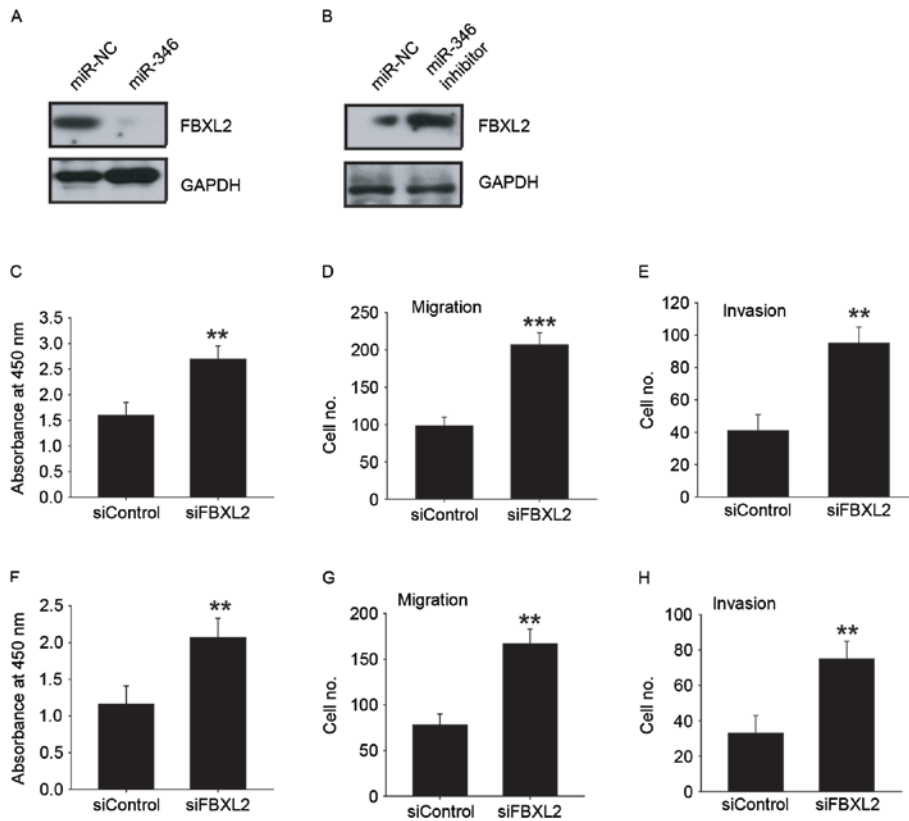 A
miR-NC
miR-346
FBXL2
GAPDH
B
miR-NC
miR-346
inhibitor
FBXL2
GAPDH
C
Absorbance at 450 nm
3.5
3.0
2.5
2.0
1.5
1.0
0.5
0.0
**
siControl
siFBXL2
D
Migration
Cell no.
250
200
150
100
50
0
***
siControl
siFBXL2
E
Invasion
Cell no.
120
100
80
60
40
20
0
**
siControl
siFBXL2
F
Absorbance at 450 nm
2.5
2.0
1.5
1.0
0.5
0.0
**
siControl
siFBXL2
G
Migration
Cell no.
200
150
100
50
0
**
siControl
siFBXL2
H
Invasion
Cell no.
100
80
60
40
20
0
**
siControl
siFBXL2